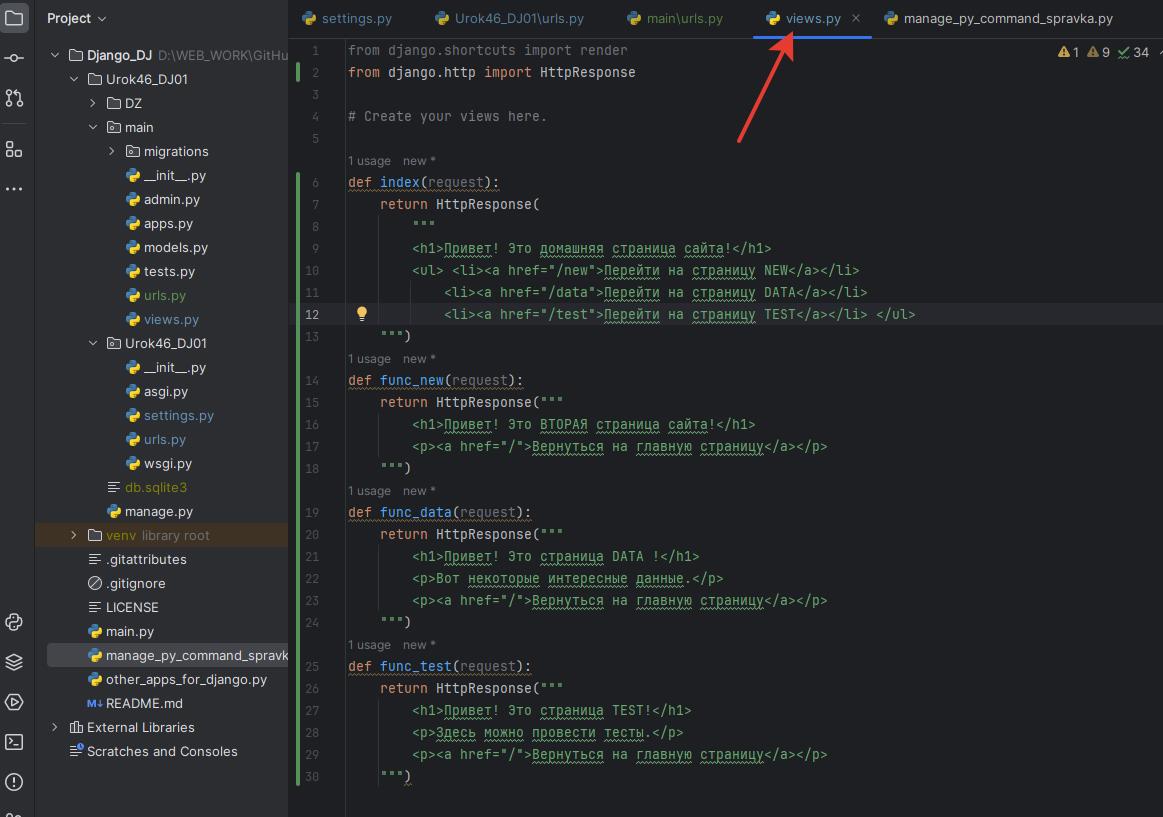 Project
Django_DJ D:\WEB_WORK\GitHu
Urok46_DJ01
DZ
main
migrations
__init__.py
admin.py
apps.py
models.py
tests.py
urls.py
views.py
Urok46_DJ01
__init__.py
asgi.py
settings.py
urls.py
wsgi.py
db.sqlite3
manage.py
venv library root
.gitattributes
.gitignore
LICENSE
main.py
manage_py_command_spravk
other_apps_for_django.py
M↓ README.md
External Libraries
Scratches and Consoles
settings.py Urok46_DJ01\urls.py main\urls.py views.py × manage_py_command_spravka.py
1 9 34
1 from django.shortcuts import render
2 from django.http import HttpResponse
3
4 # Create your views here.
5
1 usage new *
6 def index(request):
7 return HttpResponse(
8 """
9 <h1>Привет! Это домашняя страница сайта!</h1>
10 <ul> <li><a href="/new">Перейти на страницу NEW</a></li>
11 <li><a href="/data">Перейти на страницу DATA</a></li>
12 <li><a href="/test">Перейти на страницу TEST</a></li> </ul>
13 """)
1 usage new *
14 def func_new(request):
15 return HttpResponse("""
16 <h1>Привет! Это ВТОРАЯ страница сайта!</h1>
17 <p><a href="/">Вернуться на главную страницу</a></p>
18 """)
1 usage new *
19 def func_data(request):
20 return HttpResponse("""
21 <h1>Привет! Это страница DATA !</h1>
22 <p>Вот некоторые интересные данные.</p>
23 <p><a href="/">Вернуться на главную страницу</a></p>
24 """)
1 usage new *
25 def func_test(request):
26 return HttpResponse("""
27 <h1>Привет! Это страница TEST!</h1>
28 <p>Здесь можно провести тесты.</p>
29 <p><a href="/">Вернуться на главную страницу</a></p>
30 """)